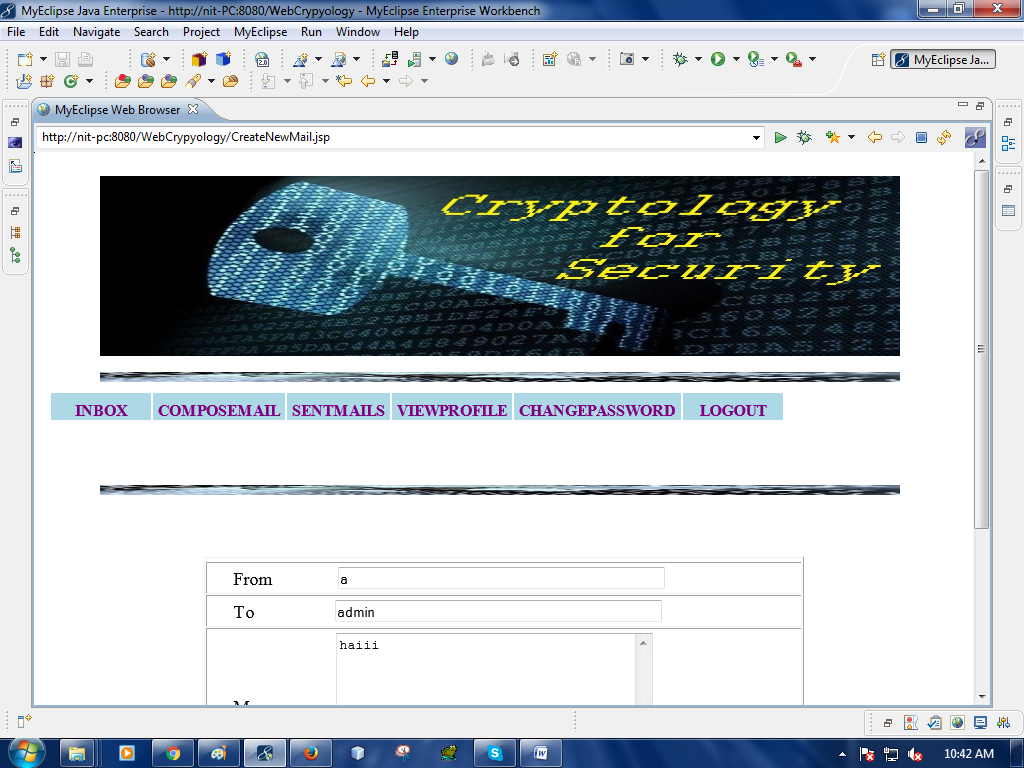 MyEclipse Java Enterprise - http://nit-PC:8080/WebCrypyology - MyEclipse Enterprise Workbench
File Edit Navigate Search Project MyEclipse Run Window Help
MyEclipse Ja...
MyEclipse Web Browser
http://nit-pc:8080/WebCrypyology/CreateNewMail.jsp
Cryptology
for
Security
INBOX COMPOSEMAIL SENTMAILS VIEWPROFILE CHANGEPASSWORD LOGOUT
From a
To admin
haiii
10:42 AM